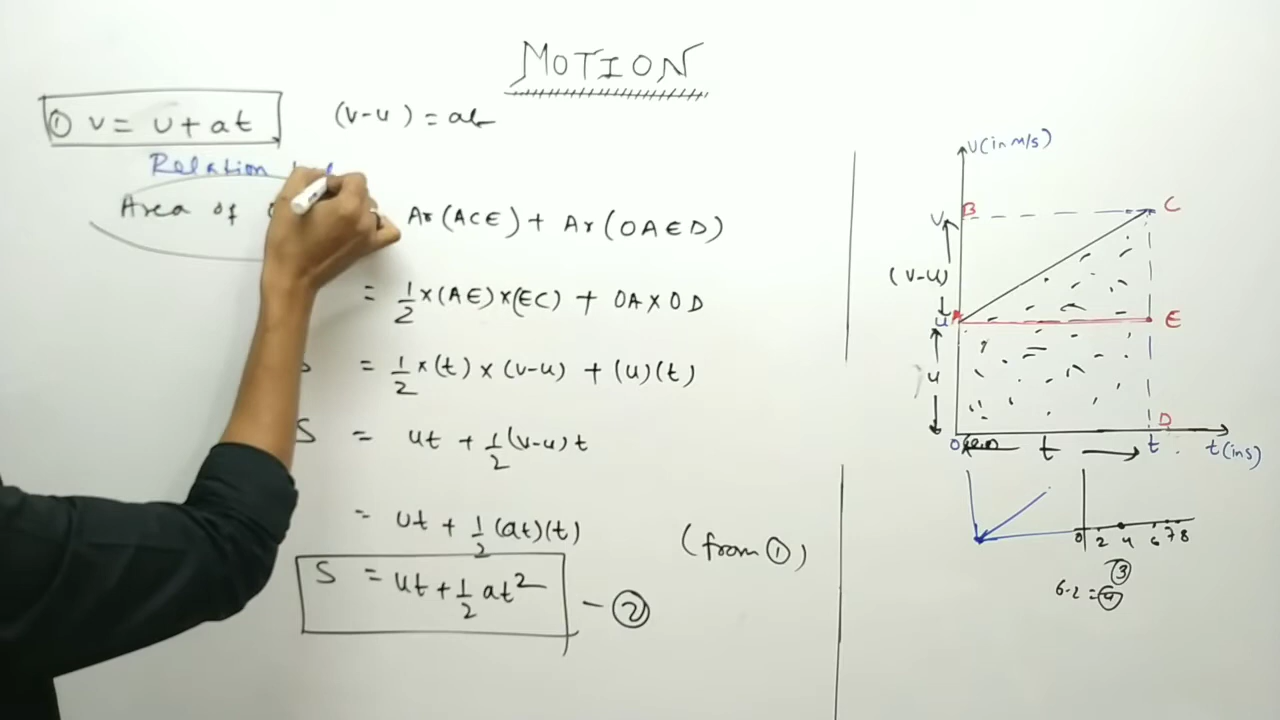 MOTION
① v = u + at
(v-u) = at
Relation
Area of
Ar(ACE) + Ar(OAED)
= 1/2 × (AE) × (EC) + OA × OD
= 1/2 × (t) × (v-u) + (u)(t)
S = ut + 1/2 (v-u) t
= ut + 1/2 (at)(t)
(from ①)
S = ut + 1/2 at² - ②
v (in m/s)
v B C
(v-u)
u E
u
D
O t t t (in s)
0 2 4 6 7 8
③
6-2 = ④